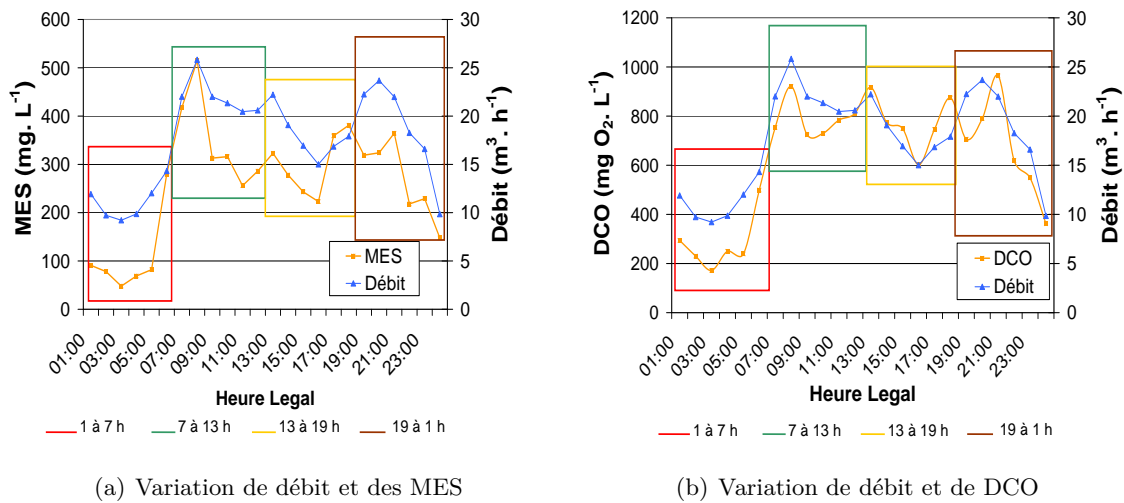 600
500
400
300
200
100
0
MES (mg. L-1)
30
25
20
15
10
5
0
Débit (m3 . h-1)
MES
Débit
01:00
03:00
05:00
07:00
09:00
11:00
13:00
15:00
17:00
19:00
21:00
23:00
Heure Legal
1 à 7 h
7 à 13 h
13 à 19 h
19 à 1 h
(a) Variation de débit et des MES
1200
1000
800
600
400
200
0
DCO (mg O2. L-1)
30
25
20
15
10
5
0
Débit (m3 . h-1)
DCO
Débit
01:00
03:00
05:00
07:00
09:00
11:00
13:00
15:00
17:00
19:00
21:00
23:00
Heure Legal
1 à 7 h
7 à 13 h
13 à 19 h
19 à 1 h
(b) Variation de débit et de DCO